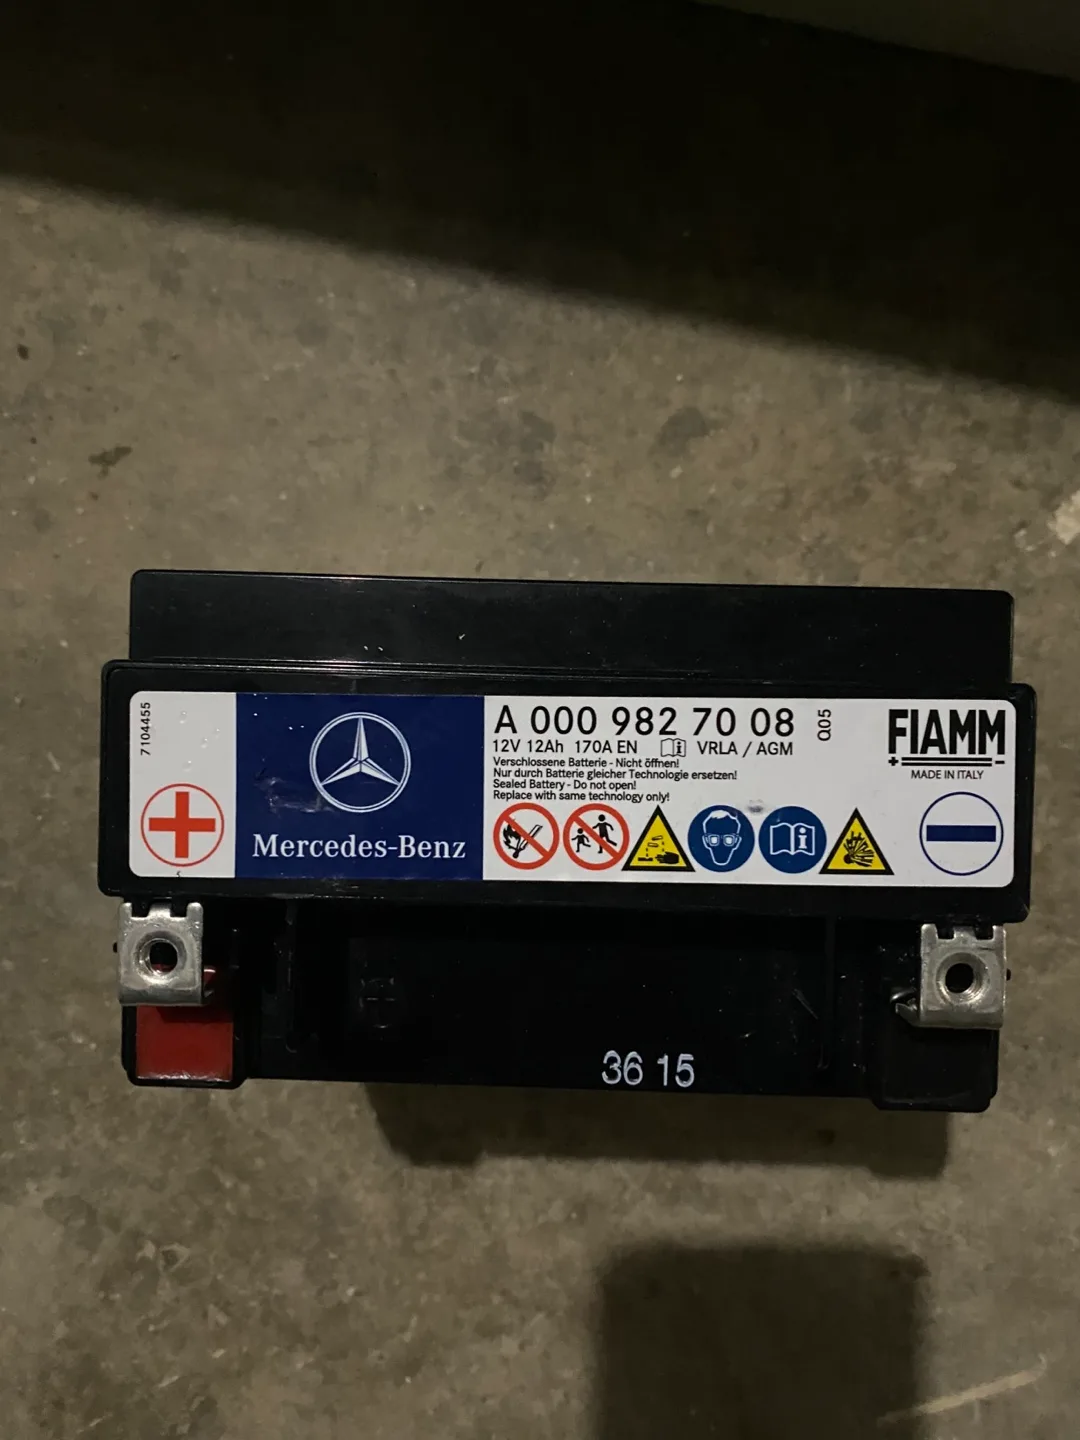 7104455
Mercedes-Benz
A 000 982 70 08
12V 12Ah 170A EN VRLA / AGM
Verschlossene Batterie - Nicht öffnen!
Nur durch Batterie gleicher Technologie ersetzen!
Sealed Battery - Do not open!
Replace with same technology only!
Q05
FIAMM
MADE IN ITALY
36 15